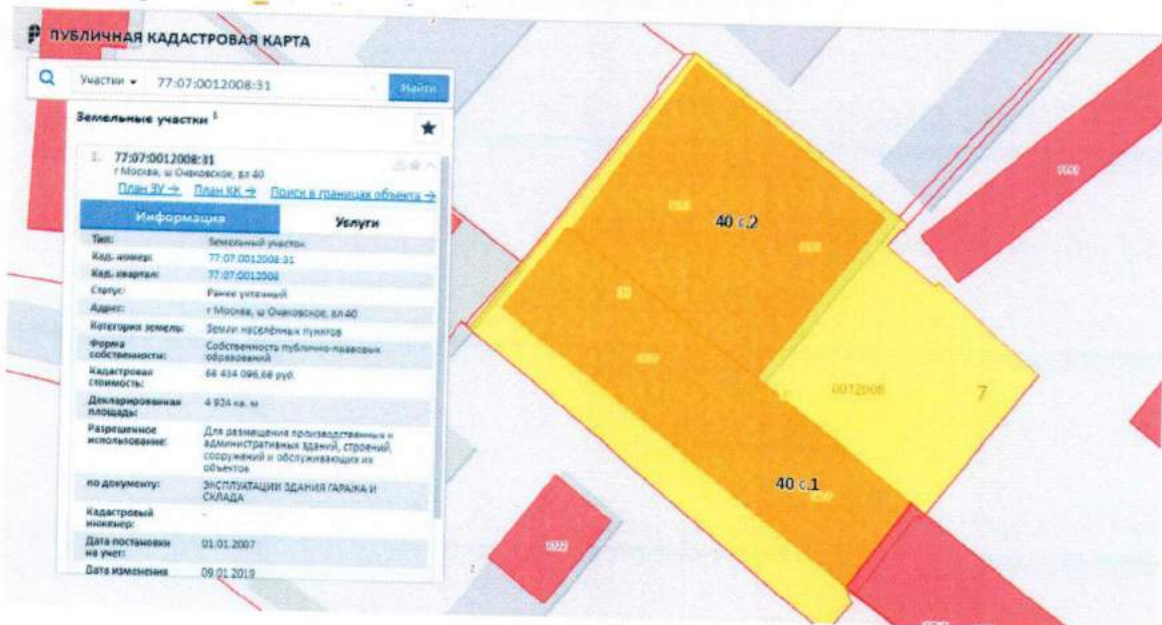 ПУБЛИЧНАЯ КАДАСТРОВАЯ КАРТА
Участки 77:07:0012008:31 Найти
Земельные участки
1. 77:07:0012008:31
г Москва, ш Очаковское, вл 40
План ЗУ → План КК → Поиск в границах объекта →
Информация Услуги
Тип: Земельный участок
Кад. номер: 77:07:0012008:31
Кад. квартал: 77:07:0012008
Статус: Ранее учтенный
Адрес: г Москва, ш Очаковское, вл 40
Категория земель: Земли населённых пунктов
Форма собственности: Собственность публично-правовых образований
Кадастровая стоимость: 68 434 096,68 руб.
Декларированная площадь: 4 924 кв. м
Разрешенное использование: Для размещения производственных и административных зданий, строений, сооружений и обслуживающих их объектов
по документу: ЭКСПЛУАТАЦИИ ЗДАНИЯ ГАРАЖА И СКЛАДА
Кадастровый инженер: -
Дата постановки на учет: 01.01.2007
Дата изменения 09.01.2019
40 с.2
0012008
7
40 с.1